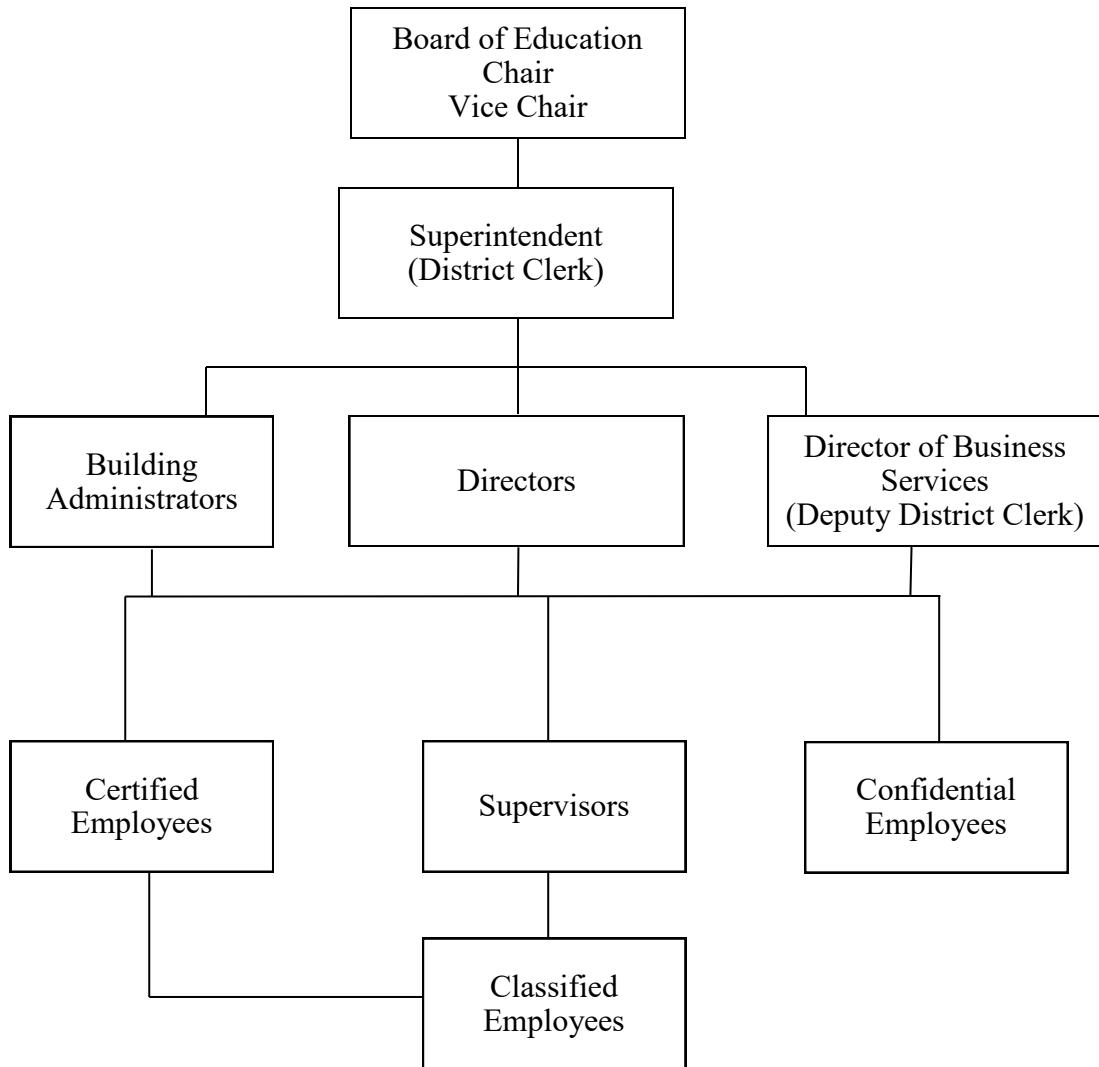 Board of Education
Chair
Vice Chair
Superintendent
(District Clerk)
Building
Administrators
Directors
Director of Business
Services
(Deputy District Clerk)
Certified
Employees
Supervisors
Confidential
Employees
Classified
Employees